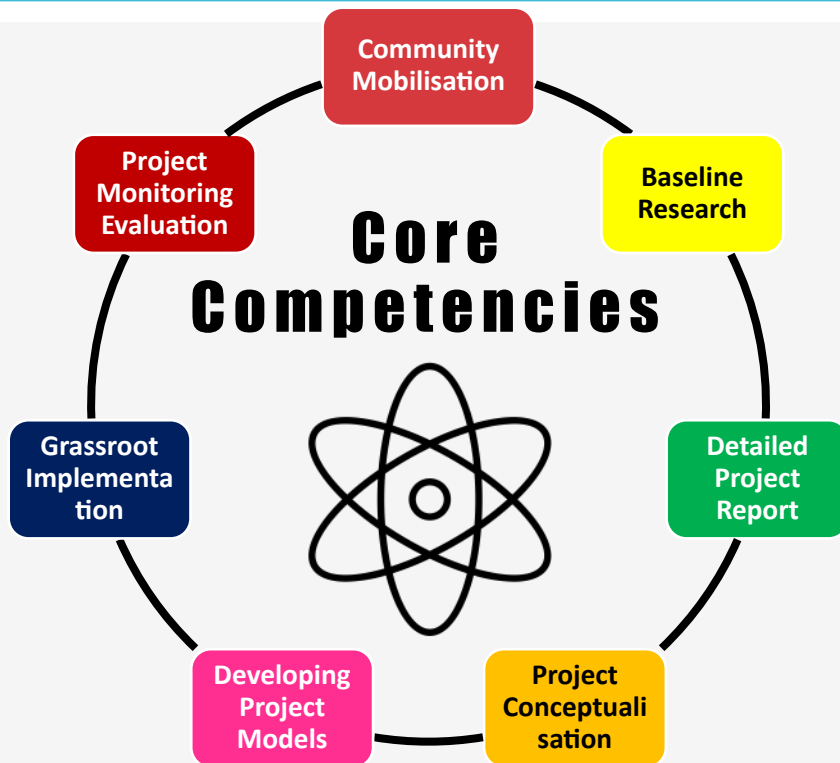 Community
Mobilisation
Project
Monitoring
Evaluation
Baseline
Research
Core
Competencies
Grassroot
Implementa
tion
Detailed
Project
Report
Developing
Project
Models
Project
Conceptuali
sation